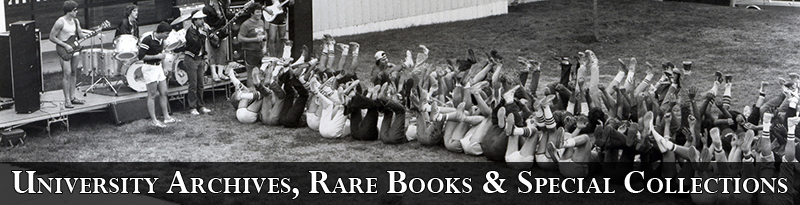 University Archives, Rare Books & Special Collections